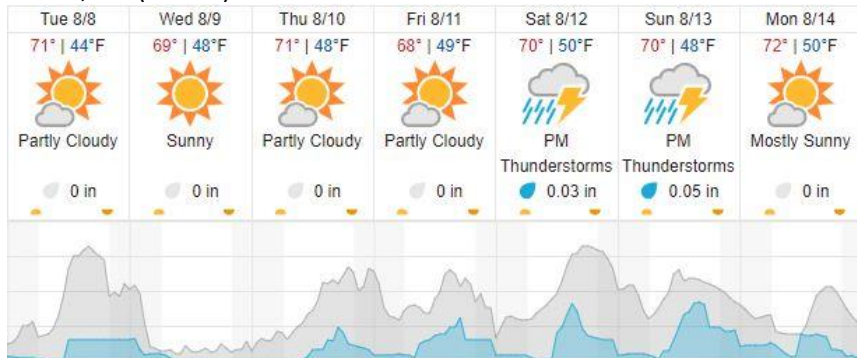 Tue 8/8 Wed 8/9 Thu 8/10 Fri 8/11 Sat 8/12 Sun 8/13 Mon 8/14
71° | 44°F 69° | 48°F 71° | 48°F 68° | 49°F 70° | 50°F 70° | 48°F 72° | 50°F
Partly Cloudy Sunny Partly Cloudy Partly Cloudy PM PM Mostly Sunny
Thunderstorms Thunderstorms
0 in 0 in 0 in 0 in 0.03 in 0.05 in 0 in